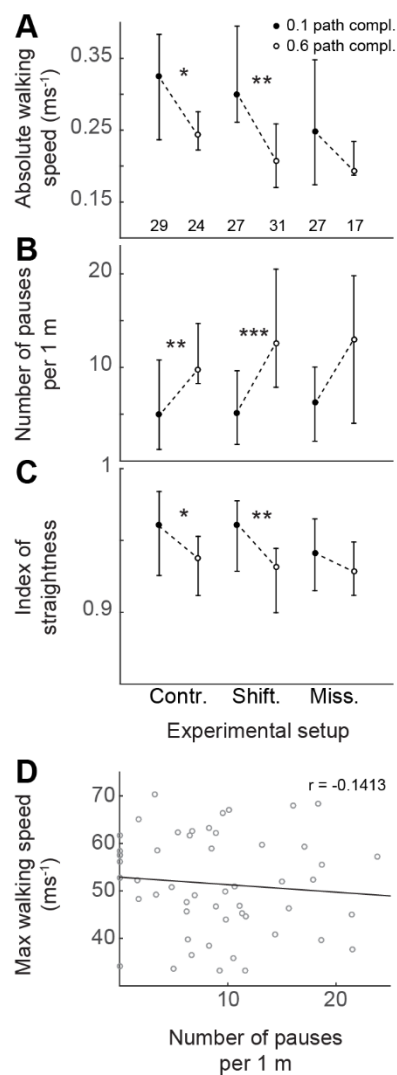 A
● 0.1 path compl.
○ 0.6 path compl.
Absolute walking
speed (ms⁻¹)
0.35
0.25
0.15
*
**
29 24 27 31 27 17
B
Number of pauses
per 1 m
20
10
1
**
***
C
Index of
straightness
0.9
*
**
Contr. Shift. Miss.
Experimental setup
D
r = -0.1413
Max walking speed
(ms⁻¹)
70
60
50
40
10 20
Number of pauses
per 1 m